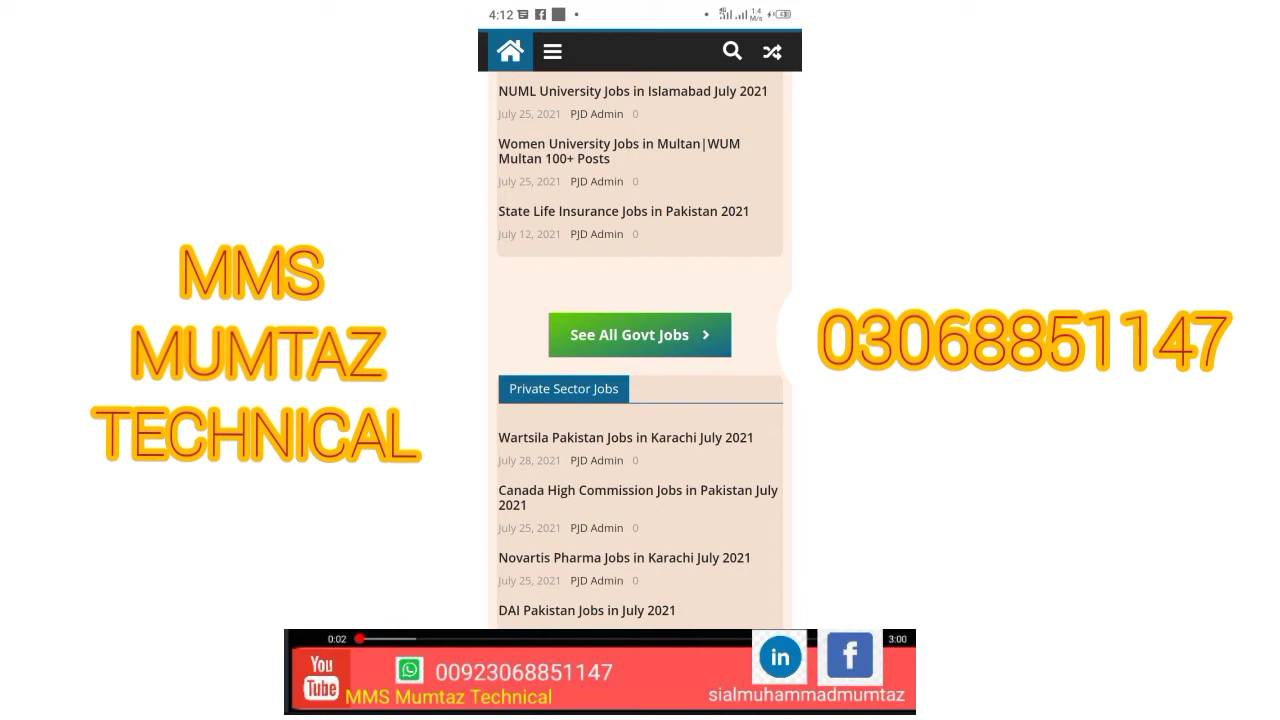 4:12
4G 1.4 M/s 43
NUML University Jobs in Islamabad July 2021
July 25, 2021 PJD Admin 0
Women University Jobs in Multan|WUM
Multan 100+ Posts
July 25, 2021 PJD Admin 0
State Life Insurance Jobs in Pakistan 2021
July 12, 2021 PJD Admin 0
See All Govt Jobs
Private Sector Jobs
Wartsila Pakistan Jobs in Karachi July 2021
July 28, 2021 PJD Admin 0
Canada High Commission Jobs in Pakistan July
2021
July 25, 2021 PJD Admin 0
Novartis Pharma Jobs in Karachi July 2021
July 25, 2021 PJD Admin 0
DAI Pakistan Jobs in July 2021
MMS
MUMTAZ
TECHNICAL
03068851147
0:02
3:00
You
Tube
00923068851147
MMS Mumtaz Technical
in
f
sialmuhammadmumtaz